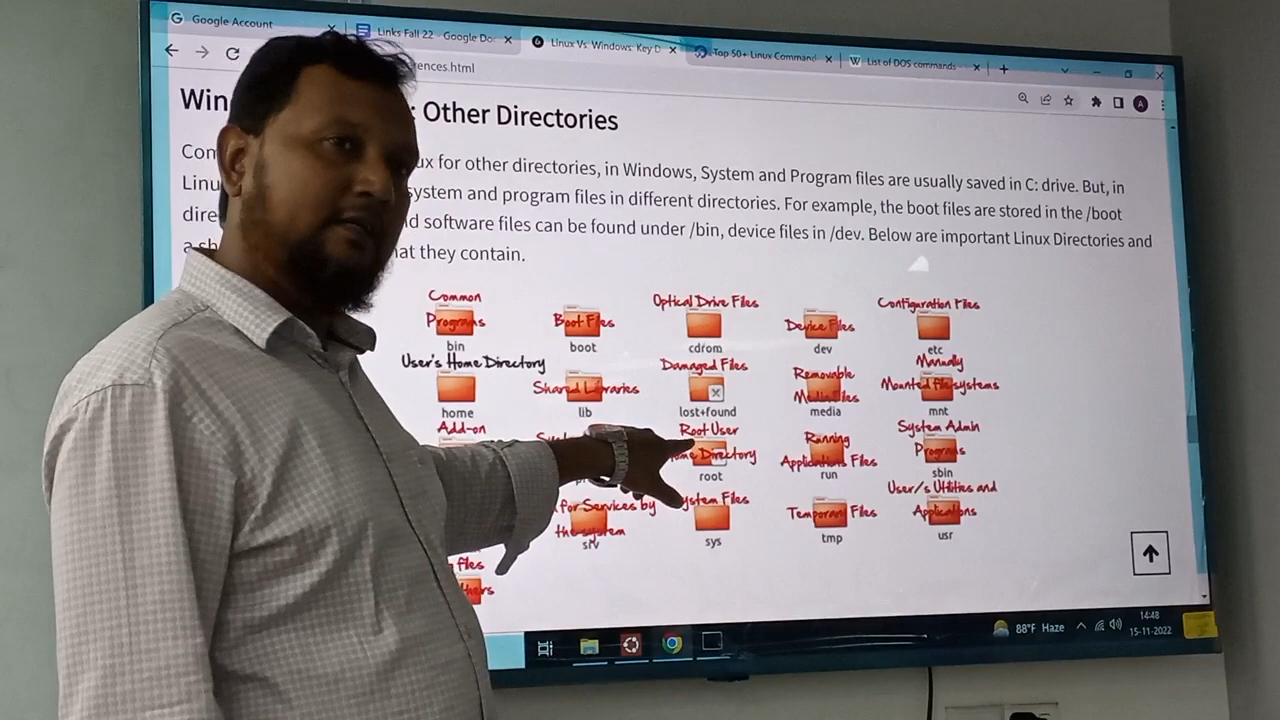 Google Account
Links Fall 22 - Google Do
Linux Vs. Windows: Key D
Top 50+ Linux Command
List of DOS commands
ences.html
Win : Other Directories
Com ux for other directories, in Windows, System and Program files are usually saved in C: drive. But, in
Linu system and program files in different directories. For example, the boot files are stored in the /boot
dire d software files can be found under /bin, device files in /dev. Below are important Linux Directories and
a sh at they contain.
Common Programs
bin
Boot Files
boot
Optical Drive Files
cdrom
Device Files
dev
Configuration Files
etc
User's Home Directory
home
Shared Libraries
lib
Damaged Files
lost+found
Removable Media Files
media
Manually Mounted filesystems
mnt
Add-on
Root User
ome Directory
root
Running
Applications Files
run
System Admin
Programs
sbin
for Services by
the system
srv
ystem Files
sys
Temporary Files
tmp
User/s Utilities and
Applications
usr
files
88°F Haze
14:48
15-11-2022